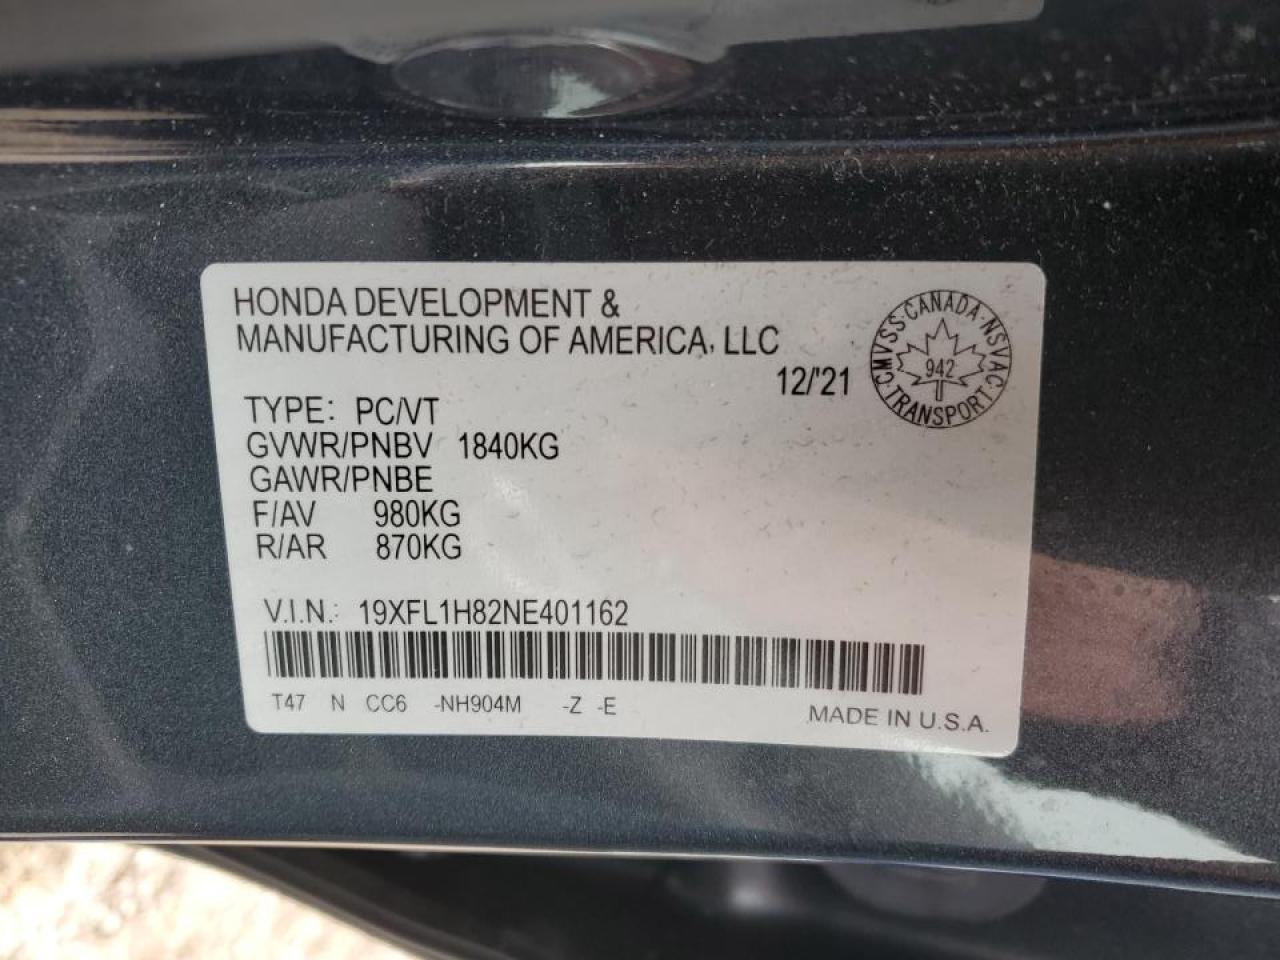 HONDA DEVELOPMENT &
MANUFACTURING OF AMERICA, LLC
12/'21
CMVSS·CANADA·NSVAC
942
·TRANSPORT·
TYPE: PC/VT
GVWR/PNBV 1840KG
GAWR/PNBE
F/AV 980KG
R/AR 870KG
V.I.N.: 19XFL1H82NE401162
T47 N CC6 -NH904M -Z -E
MADE IN U.S.A.